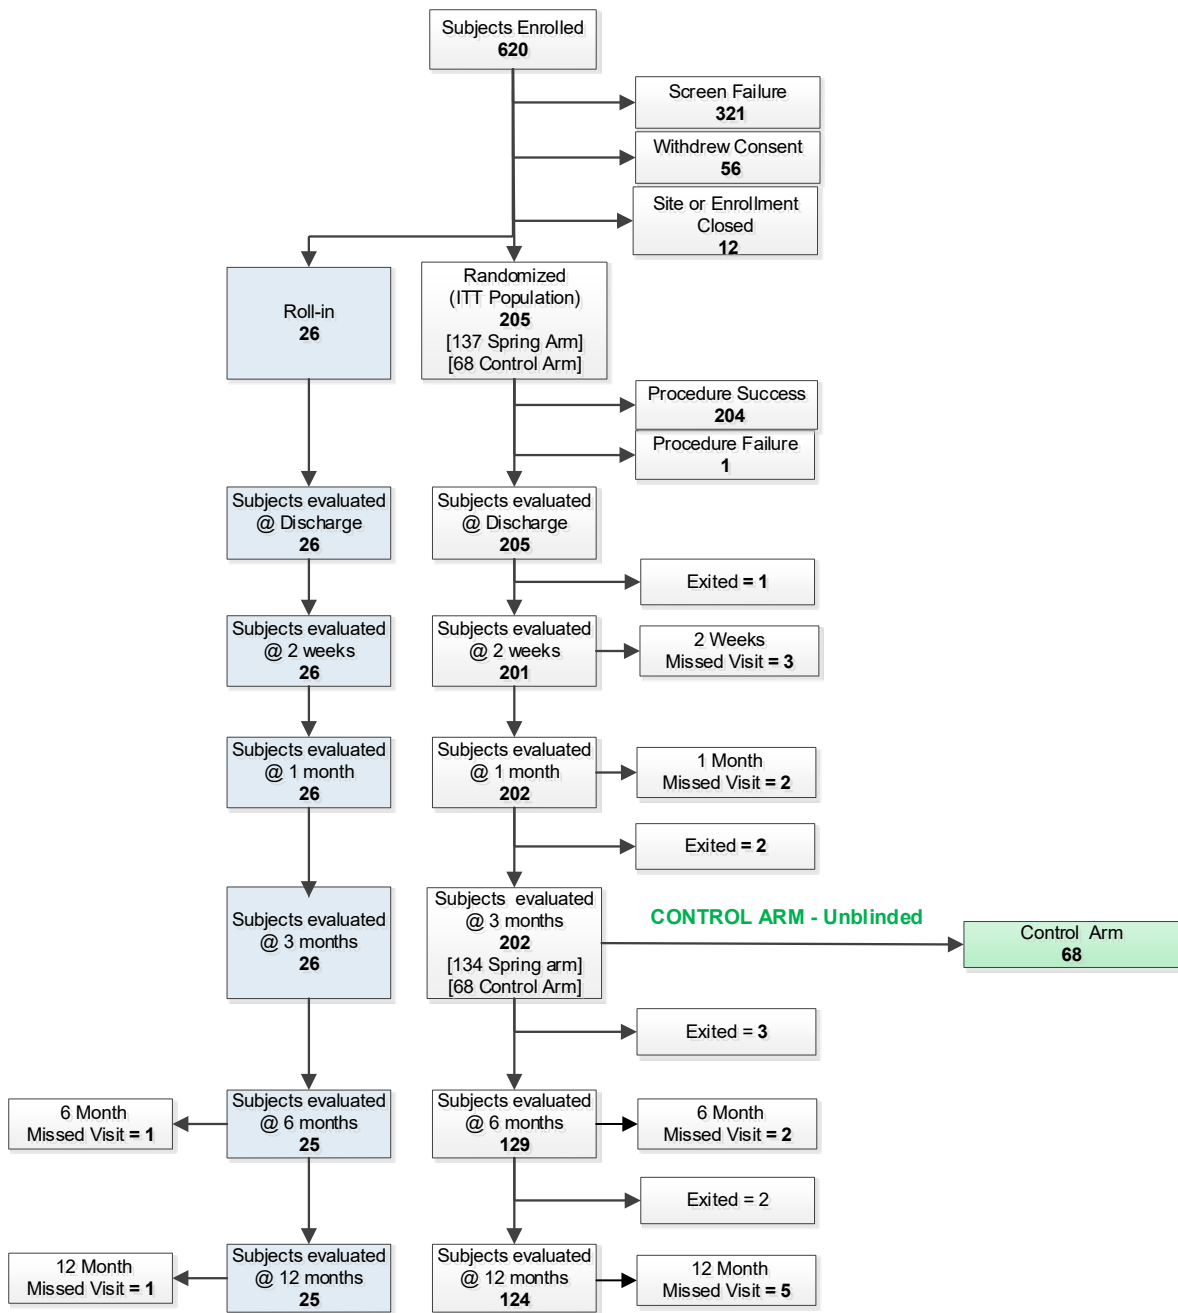 Subjects Enrolled
620
Screen Failure
321
Withdrew Consent
56
Site or Enrollment
Closed
12
Roll-in
26
Randomized
(ITT Population)
205
[137 Spring Arm]
[68 Control Arm]
Procedure Success
204
Procedure Failure
1
Subjects evaluated
@ Discharge
26
Subjects evaluated
@ Discharge
205
Exited = 1
Subjects evaluated
@ 2 weeks
26
Subjects evaluated
@ 2 weeks
201
2 Weeks
Missed Visit = 3
Subjects evaluated
@ 1 month
26
Subjects evaluated
@ 1 month
202
1 Month
Missed Visit = 2
Exited = 2
Subjects evaluated
@ 3 months
26
Subjects evaluated
@ 3 months
202
[134 Spring arm]
[68 Control Arm]
CONTROL ARM - Unblinded
Control Arm
68
Exited = 3
6 Month
Missed Visit = 1
Subjects evaluated
@ 6 months
25
Subjects evaluated
@ 6 months
129
6 Month
Missed Visit = 2
Exited = 2
12 Month
Missed Visit = 1
Subjects evaluated
@ 12 months
25
Subjects evaluated
@ 12 months
124
12 Month
Missed Visit = 5